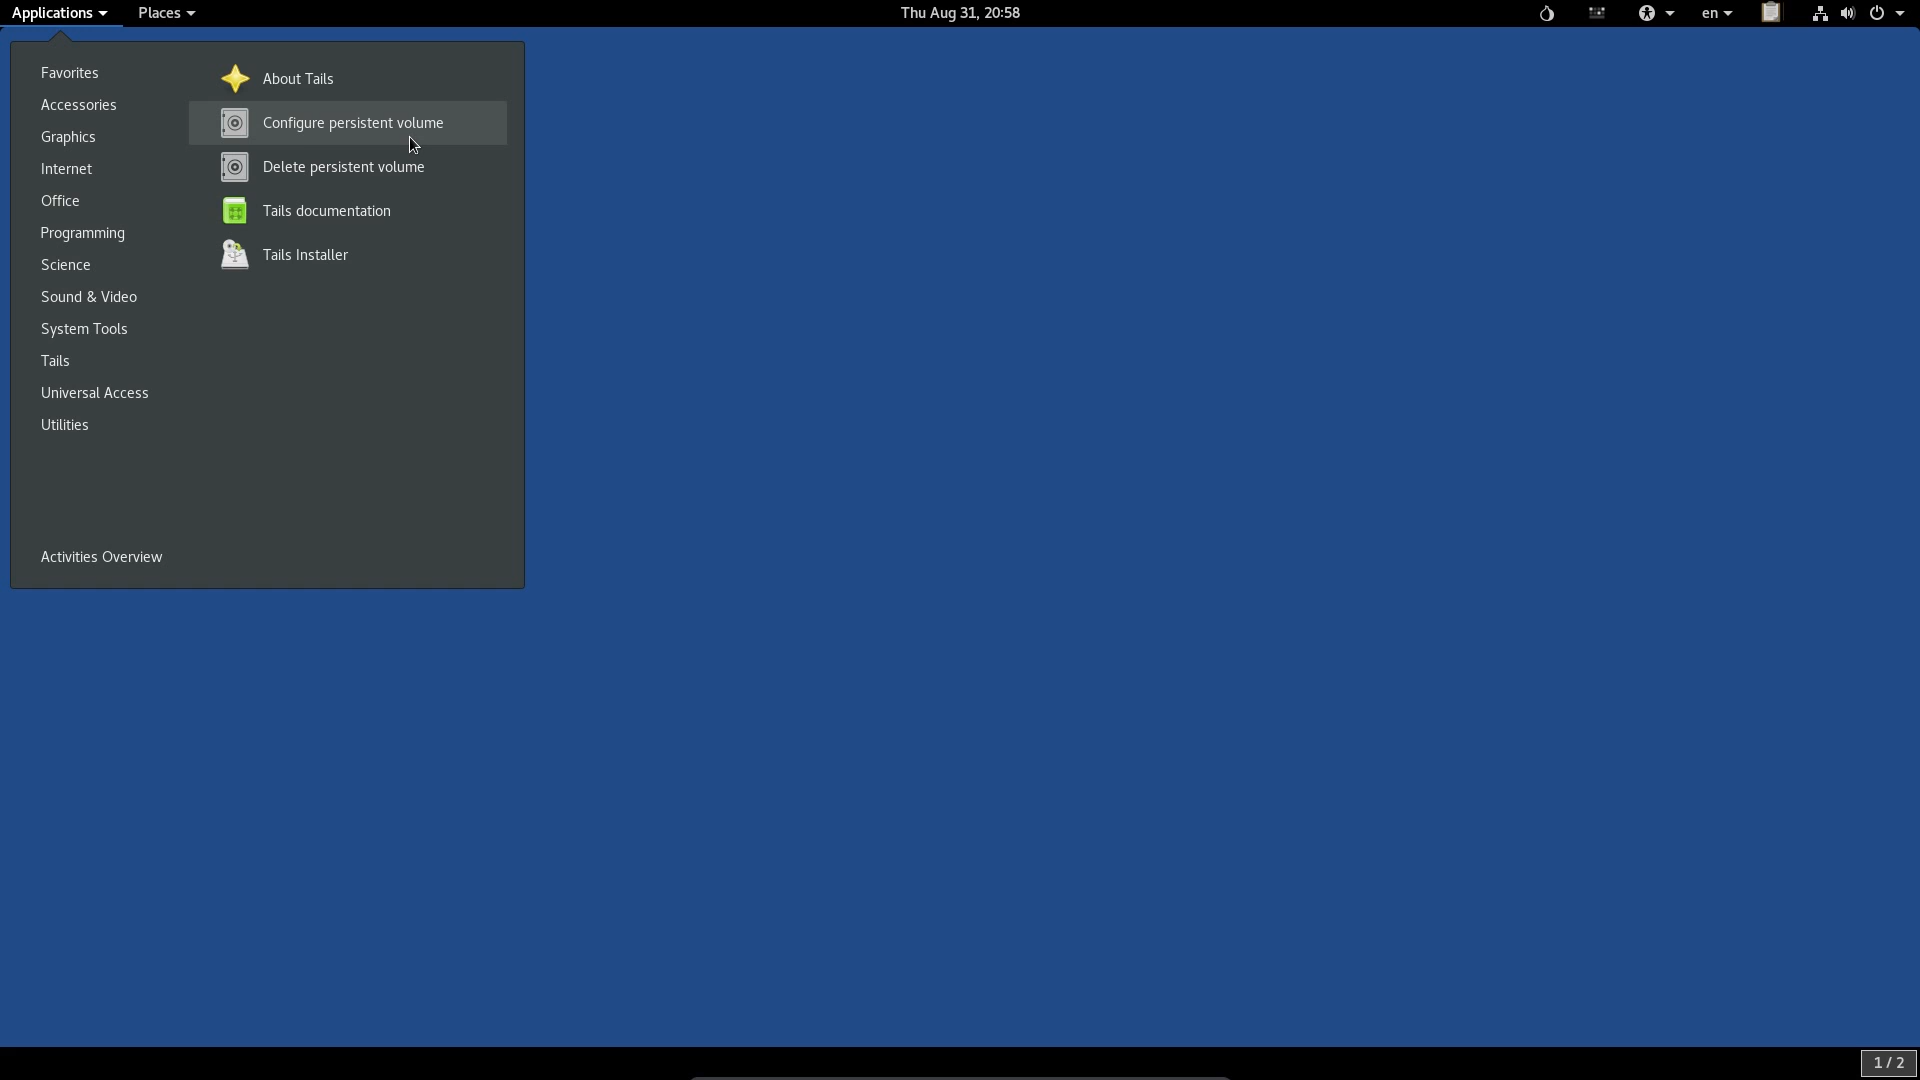 Applications Places Thu Aug 31, 20:58 en
Favorites
Accessories
Graphics
Internet
Office
Programming
Science
Sound & Video
System Tools
Tails
Universal Access
Utilities
Activities Overview
About Tails
Configure persistent volume
Delete persistent volume
Tails documentation
Tails Installer
1 / 2